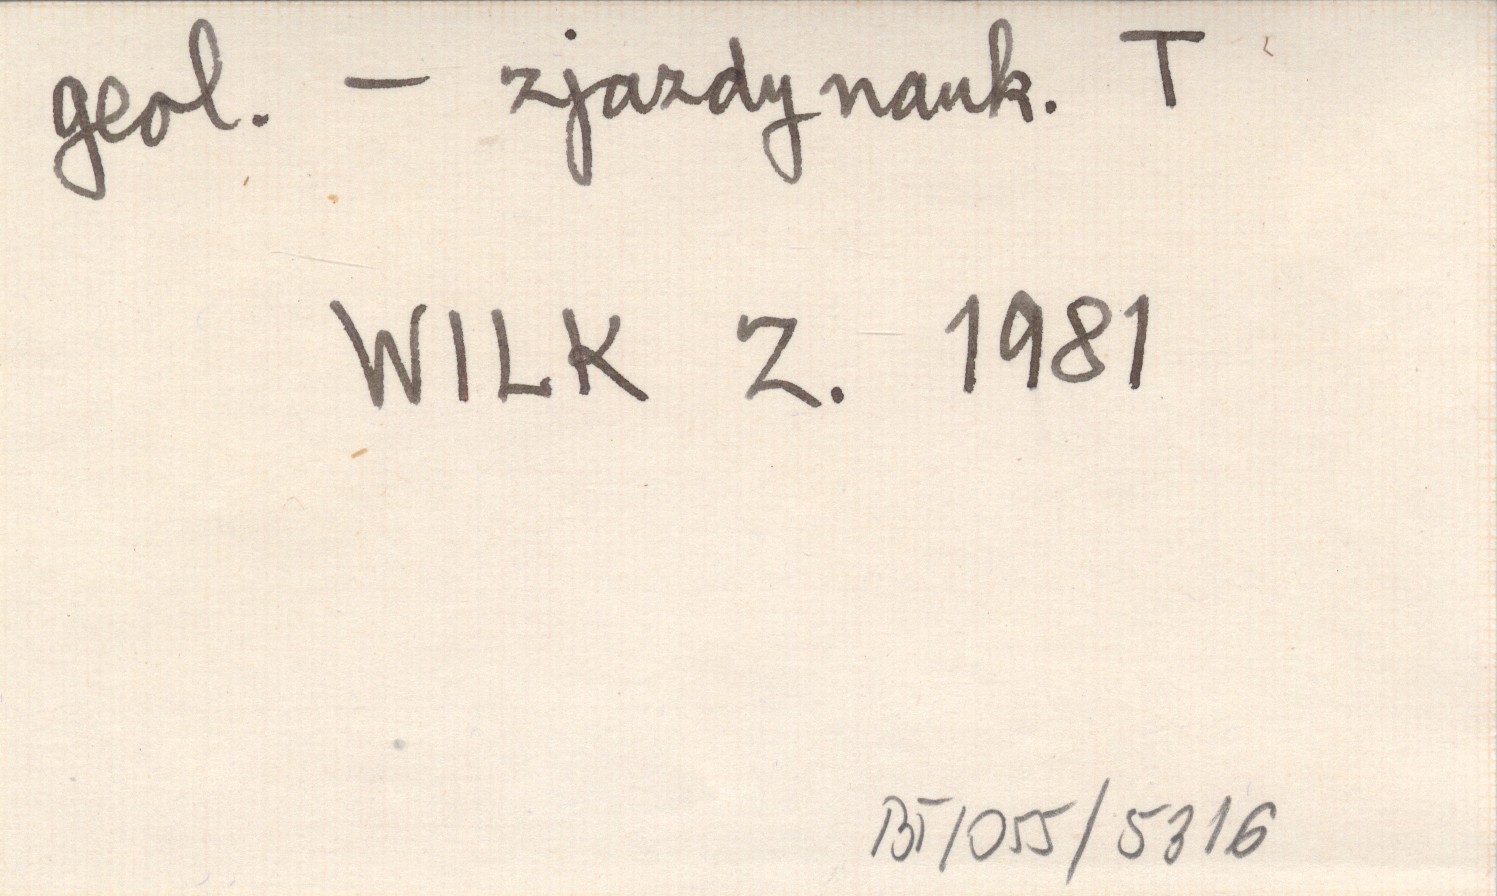 geol. – zjazdy nauk. T
WILK Z. 1981
BT/055/5316